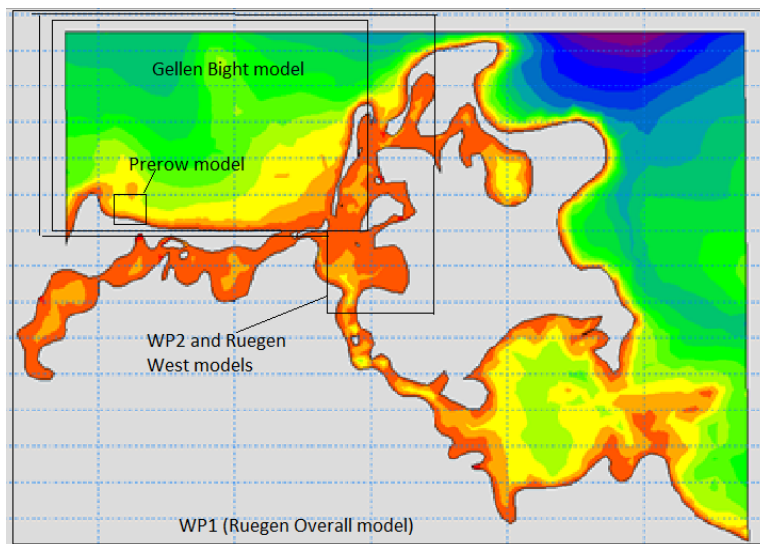 Gellen Bight model
Prerow model
WP2 and Ruegen
West models
WP1 (Ruegen Overall model)